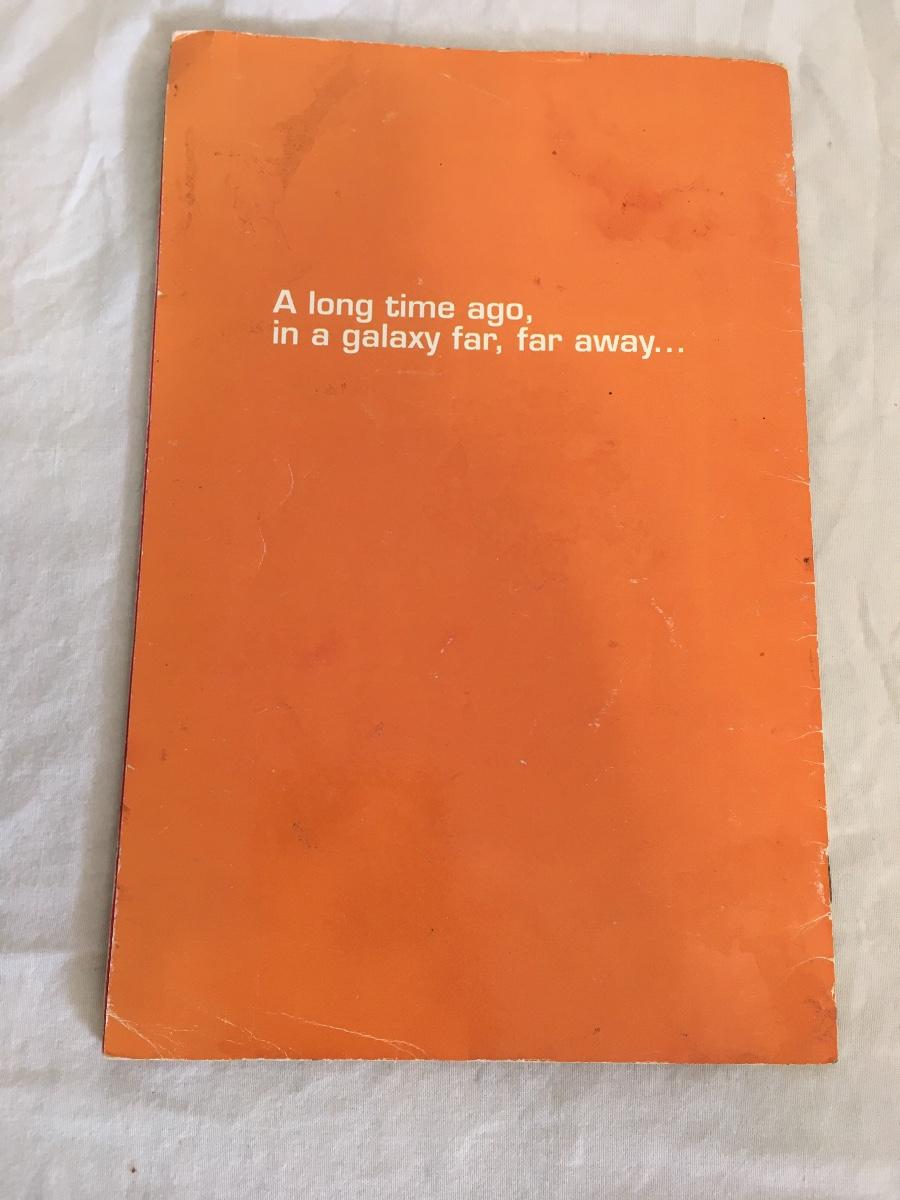 A long time ago,
in a galaxy far, far away...